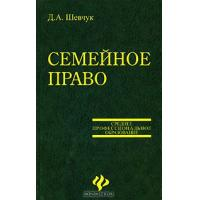 Д.А. Шевчук
СЕМЕЙНОЕ
ПРАВО
СРЕДНЕЕ
ПРОФЕССИОНАЛЬНОЕ
ОБРАЗОВАНИЕ